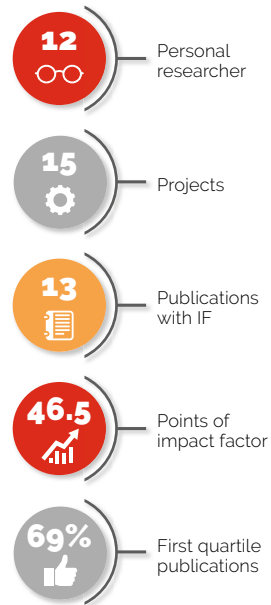 12
Personal
researcher
15
Projects
13
Publications
with IF
46.5
Points of
impact factor
69%
First quartile
publications